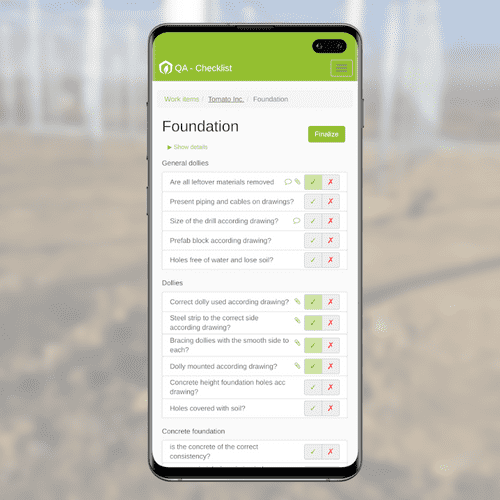 QA - Checklist
Work items / Tomato Inc. / Foundation
Foundation
Finalize
▶ Show details
General dollies
Are all leftover materials removed
Present piping and cables on drawings?
Size of the drill according drawing?
Prefab block according drawing?
Holes free of water and lose soil?
Dollies
Correct dolly used according drawing?
Steel strip to the correct side
according drawing?
Bracing dollies with the smooth side to
each?
Dolly mounted according drawing?
Concrete height foundation holes acc
drawing?
Holes covered with soil?
Concrete foundation
is the concrete of the correct
consistency?